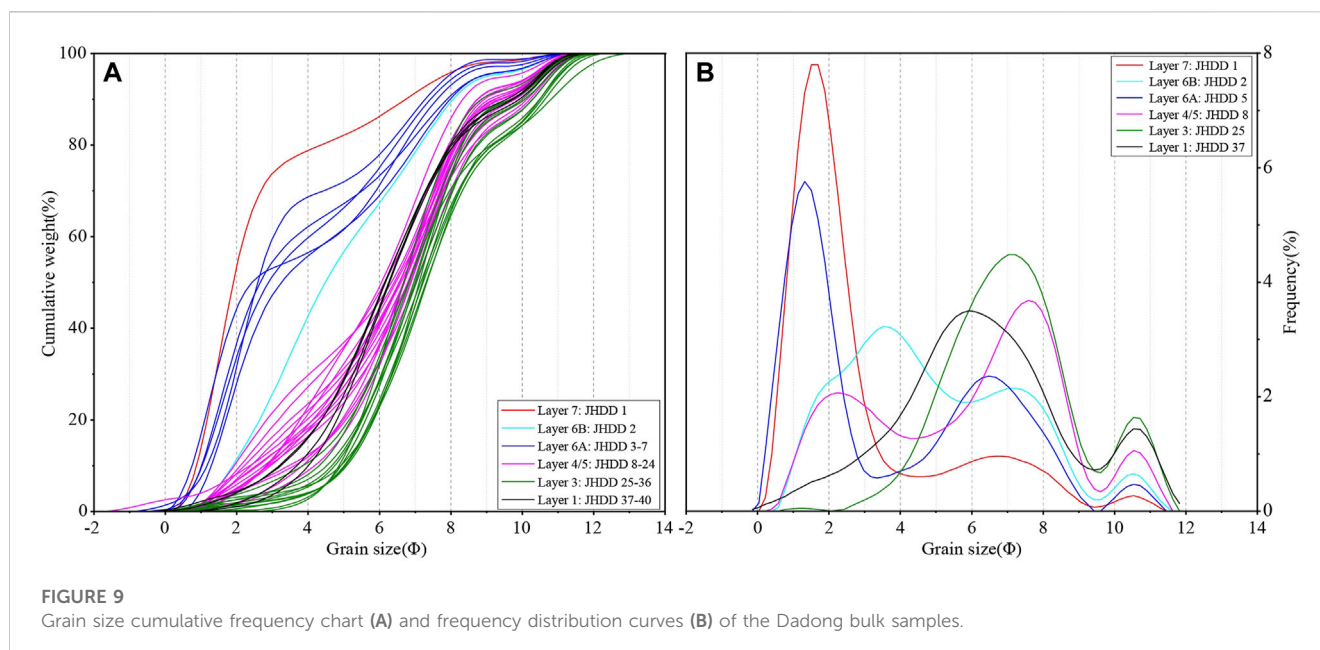 A
100
80
60
40
20
0
Cumulative weight(%)
-2 0 2 4 6 8 10 12 14
Grain size(Φ)
Layer 7: JHDD 1
Layer 6B: JHDD 2
Layer 6A: JHDD 3-7
Layer 4/5: JHDD 8-24
Layer 3: JHDD 25-36
Layer 1: JHDD 37-40
B
8
6
4
2
0
Frequency(%)
-2 0 2 4 6 8 10 12 14
Grain size(Φ)
Layer 7: JHDD 1
Layer 6B: JHDD 2
Layer 6A: JHDD 5
Layer 4/5: JHDD 8
Layer 3: JHDD 25
Layer 1: JHDD 37
FIGURE 9
Grain size cumulative frequency chart (A) and frequency distribution curves (B) of the Dadong bulk samples.